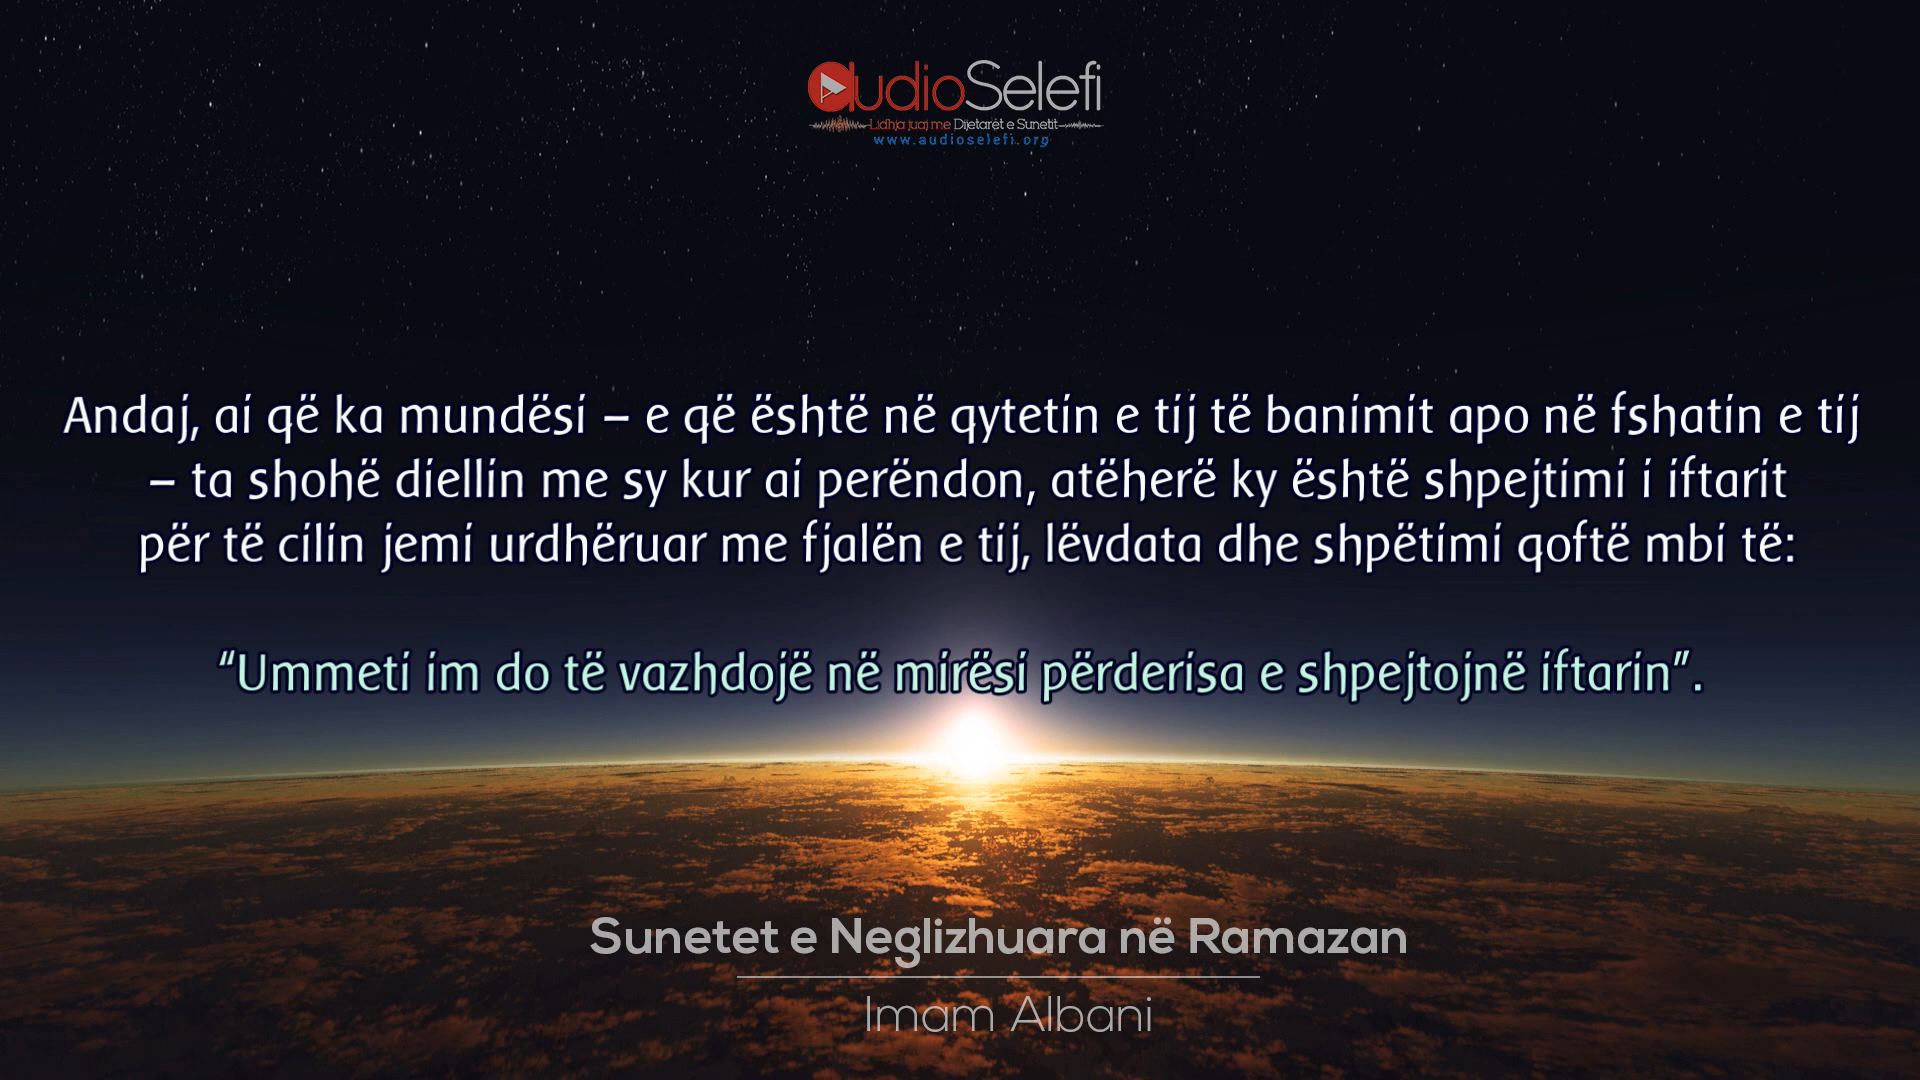 audioSelefi
Lidhja juaj me Dijetarët e Sunetit
www.audioselefi.org
Andaj, ai që ka mundësi – e që është në qytetin e tij të banimit apo në fshatin e tij
– ta shohë diellin me sy kur ai perëndon, atëherë ky është shpejtimi i iftarit
për të cilin jemi urdhëruar me fjalën e tij, lëvdata dhe shpëtimi qoftë mbi të:
“Ummeti im do të vazhdojë në mirësi përderisa e shpejtojnë iftarin”.
Sunetet e Neglizhuara në Ramazan
Imam Albani